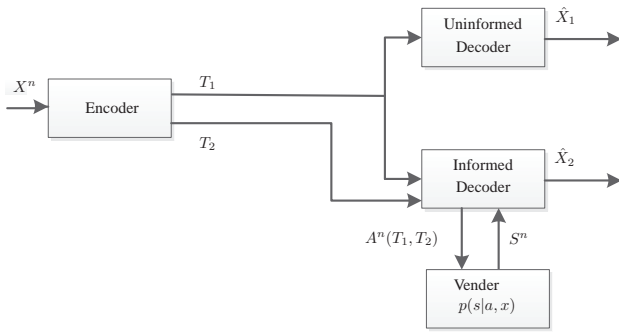 Uninformed
Decoder
X̂₁
Xⁿ
Encoder
T₁
T₂
Informed
Decoder
X̂₂
Aⁿ(T₁, T₂)
Sⁿ
Vender
p(s|a, x)